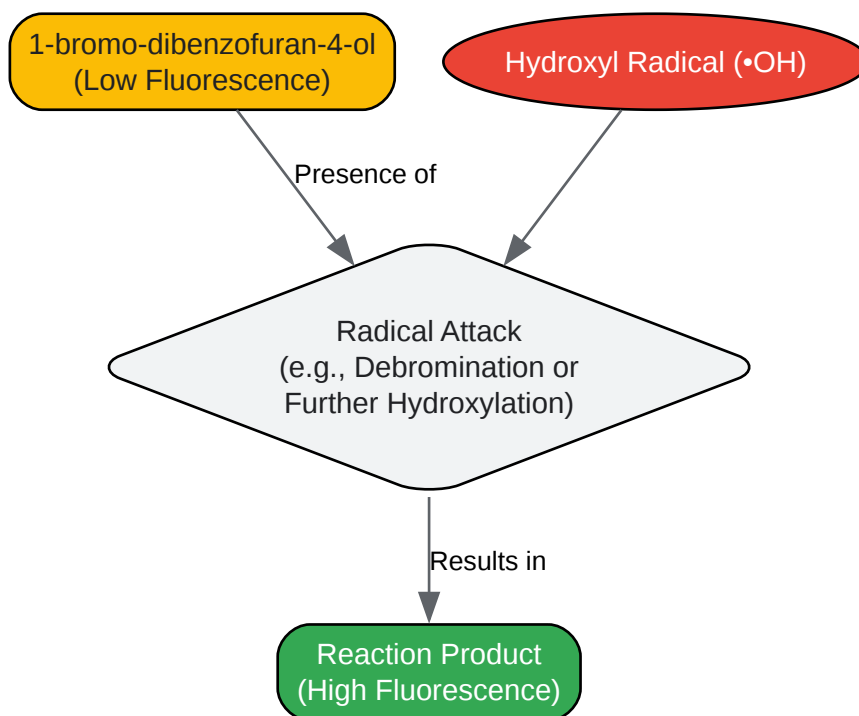 1-bromo-dibenzofuran-4-ol
(Low Fluorescence)
Hydroxyl Radical (•OH)
Presence of
Radical Attack
(e.g., Debromination or
Further Hydroxylation)
Results in
Reaction Product
(High Fluorescence)